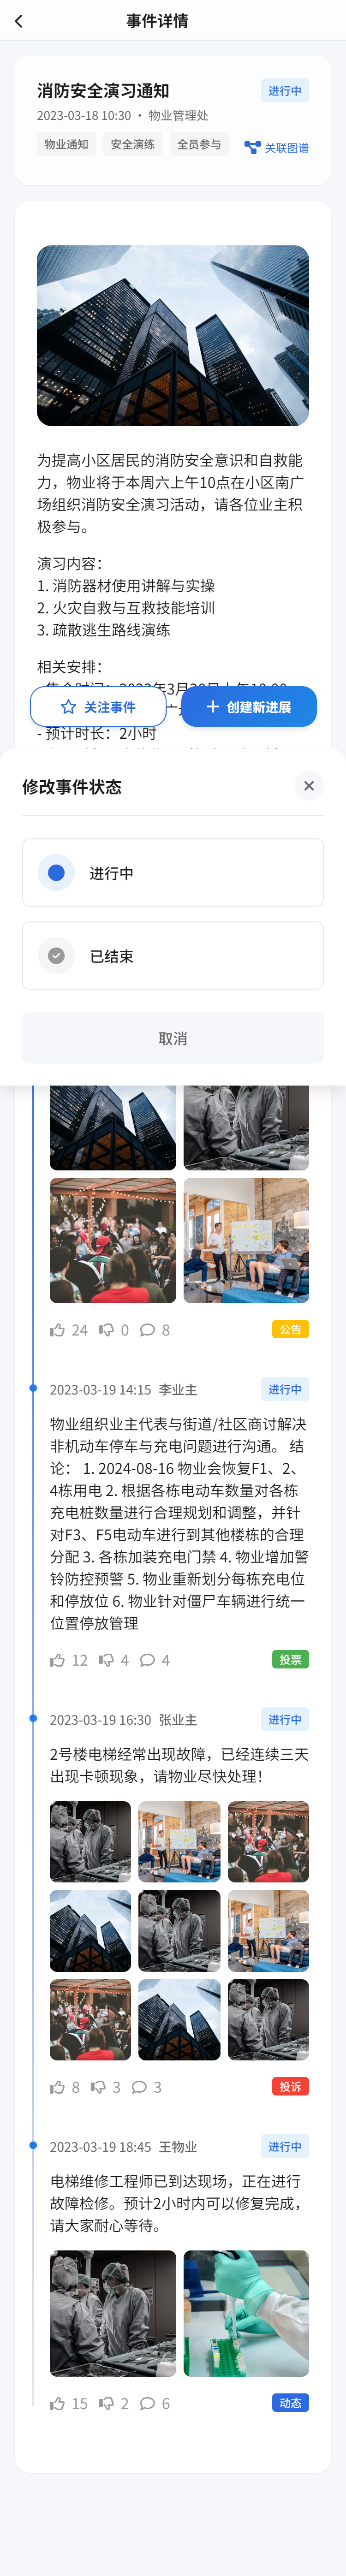 事件详情
消防安全演习通知
进行中
2023-03-18 10:30 · 物业管理处
物业通知 安全演练 全员参与
关联图谱
为提高小区居民的消防安全意识和自救能
力，物业将于本周六上午10点在小区南广
场组织消防安全演习活动，请各位业主积
极参与。
演习内容：
1. 消防器材使用讲解与实操
2. 火灾自救与互救技能培训
3. 疏散逃生路线演练
相关安排：
关注事件
创建新进展
- 预计时长：2小时
修改事件状态
进行中
已结束
取消
24 0 8
公告
2023-03-19 14:15 李业主
进行中
物业组织业主代表与街道/社区商讨解决
非机动车停车与充电问题进行沟通。 结
论： 1. 2024-08-16 物业会恢复F1、2、
4栋用电 2. 根据各栋电动车数量对各栋
充电桩数量进行合理规划和调整，并针
对F3、F5电动车进行到其他楼栋的合理
分配 3. 各栋加装充电门禁 4. 物业增加警
铃防控预警 5. 物业重新划分每栋充电位
和停放位 6. 物业针对僵尸车辆进行统一
位置停放管理
12 4 4
投票
2023-03-19 16:30 张业主
进行中
2号楼电梯经常出现故障，已经连续三天
出现卡顿现象，请物业尽快处理！
8 3 3
投诉
2023-03-19 18:45 王物业
进行中
电梯维修工程师已到达现场，正在进行
故障检修。预计2小时内可以修复完成，
请大家耐心等待。
15 2 6
动态